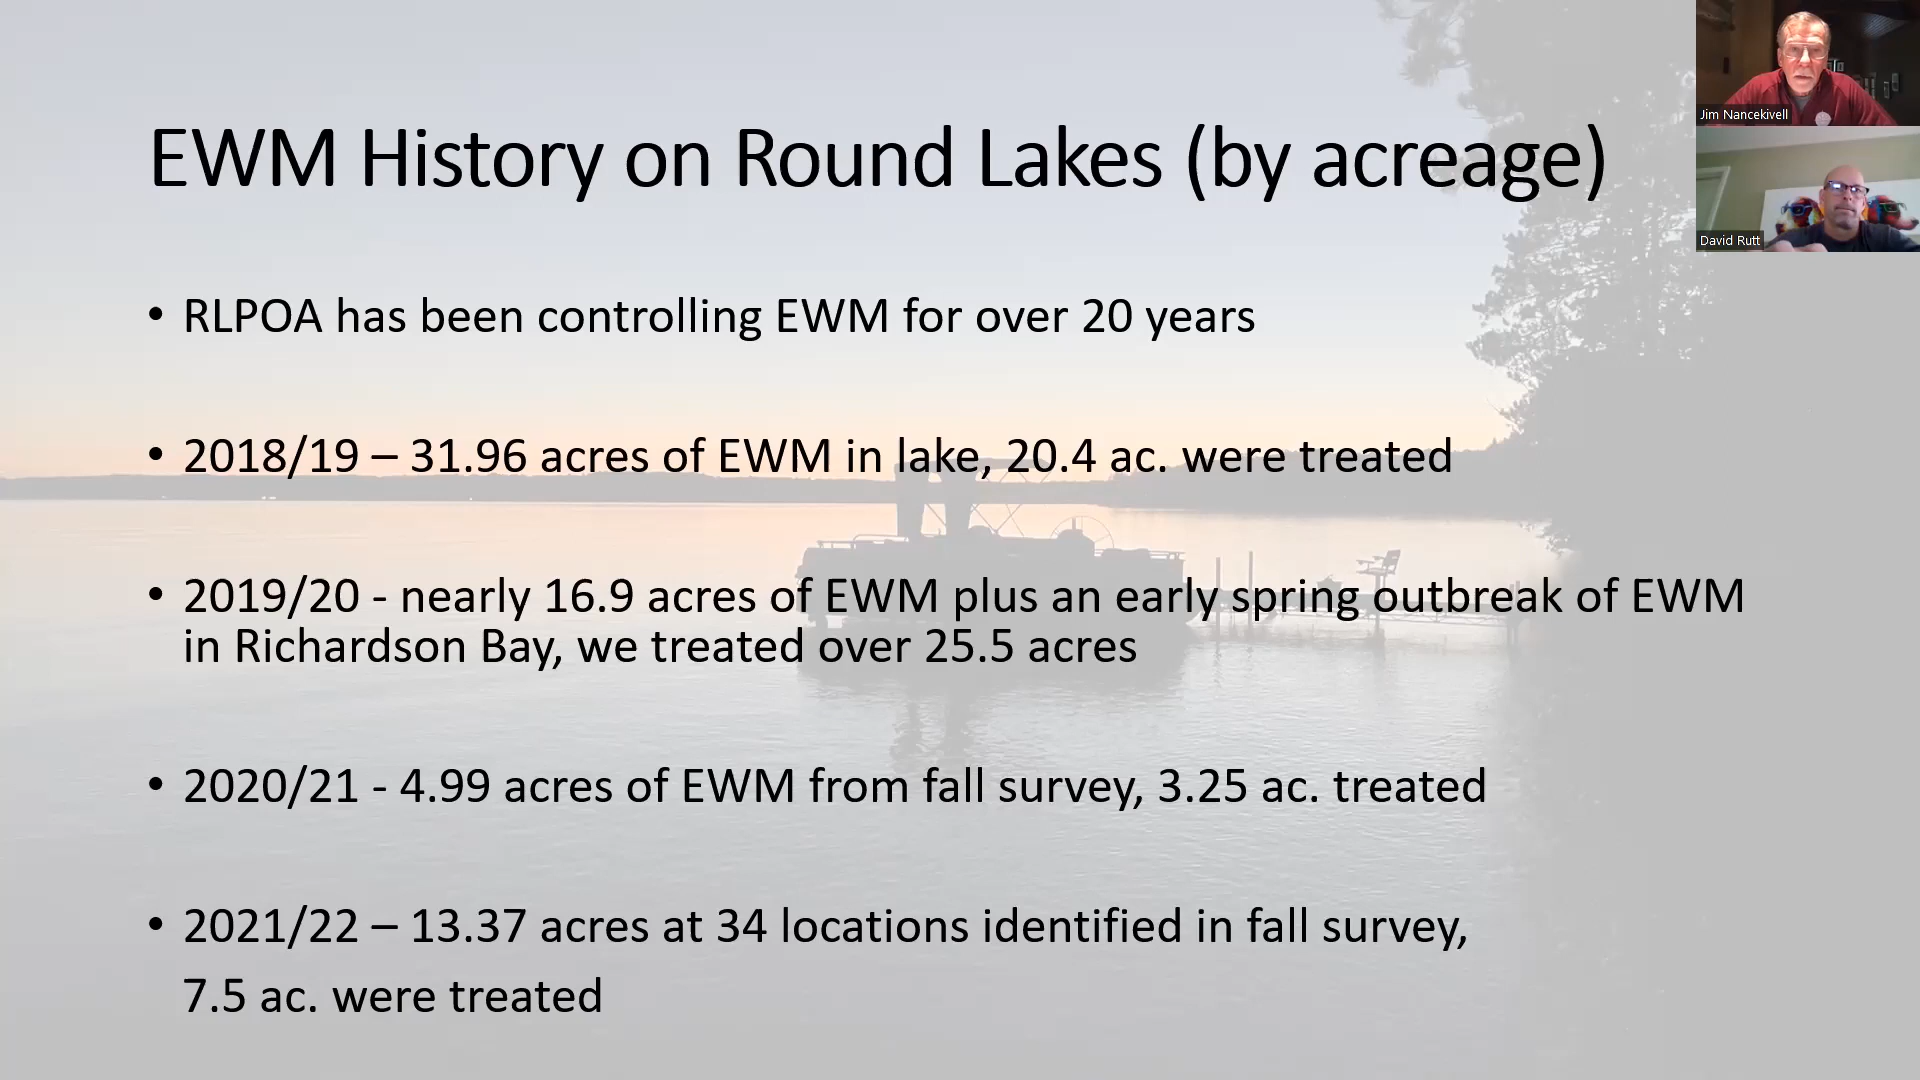 EWM History on Round Lakes (by acreage)
• RLPOA has been controlling EWM for over 20 years
• 2018/19 – 31.96 acres of EWM in lake, 20.4 ac. were treated
• 2019/20 - nearly 16.9 acres of EWM plus an early spring outbreak of EWM
in Richardson Bay, we treated over 25.5 acres
• 2020/21 - 4.99 acres of EWM from fall survey, 3.25 ac. treated
• 2021/22 – 13.37 acres at 34 locations identified in fall survey,
7.5 ac. were treated
Jim Nancekivell
David Rutt